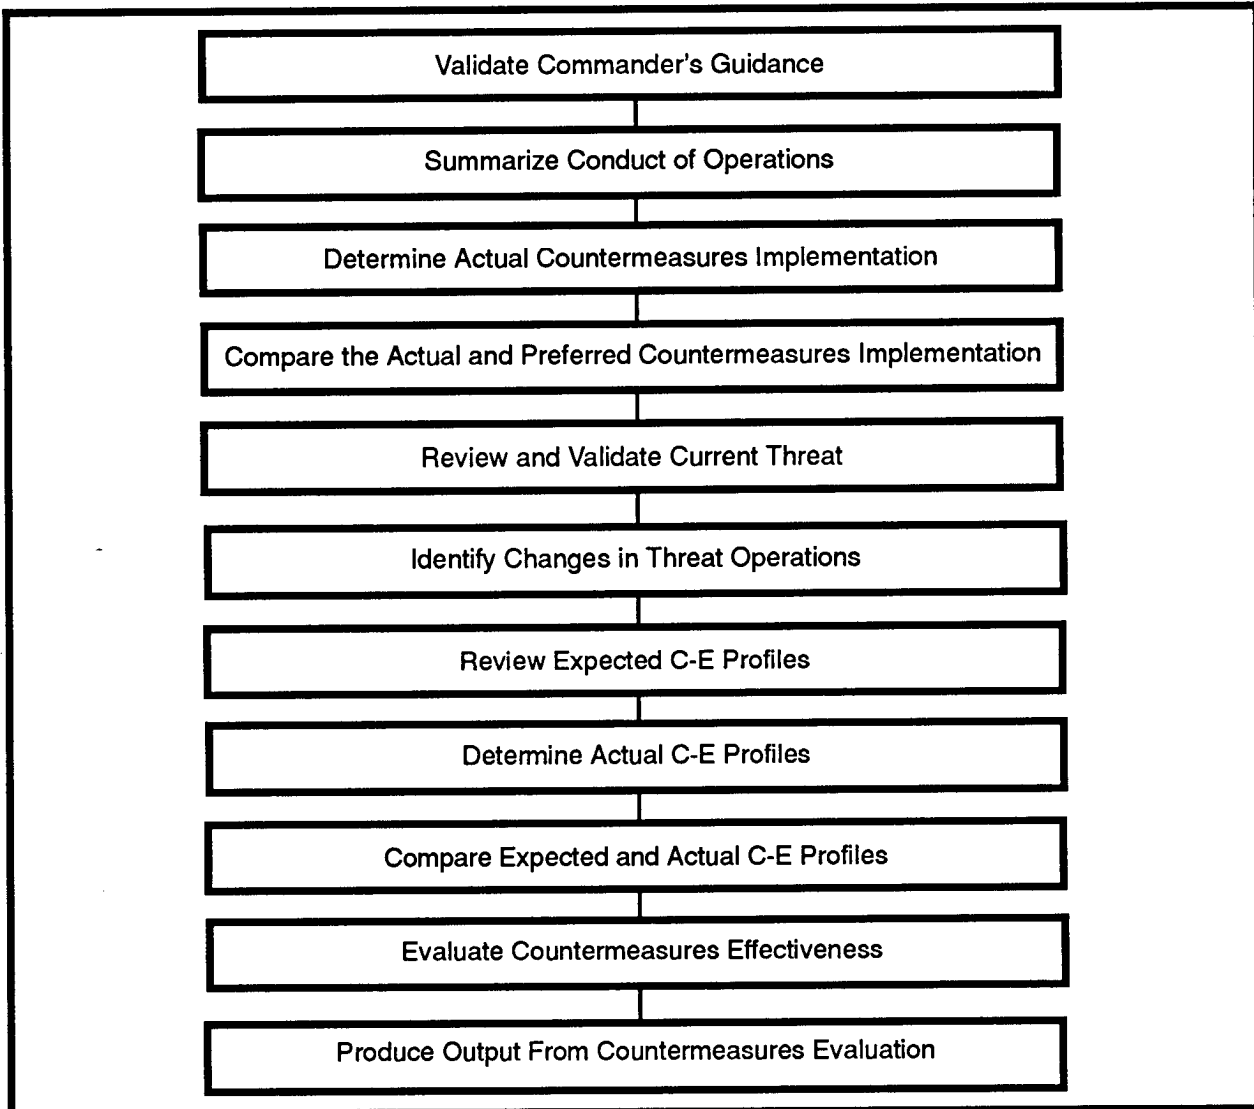 Validate Commander's Guidance
Summarize Conduct of Operations
Determine Actual Countermeasures Implementation
Compare the Actual and Preferred Countermeasures Implementation
Review and Validate Current Threat
Identify Changes in Threat Operations
Review Expected C-E Profiles
Determine Actual C-E Profiles
Compare Expected and Actual C-E Profiles
Evaluate Countermeasures Effectiveness
Produce Output From Countermeasures Evaluation